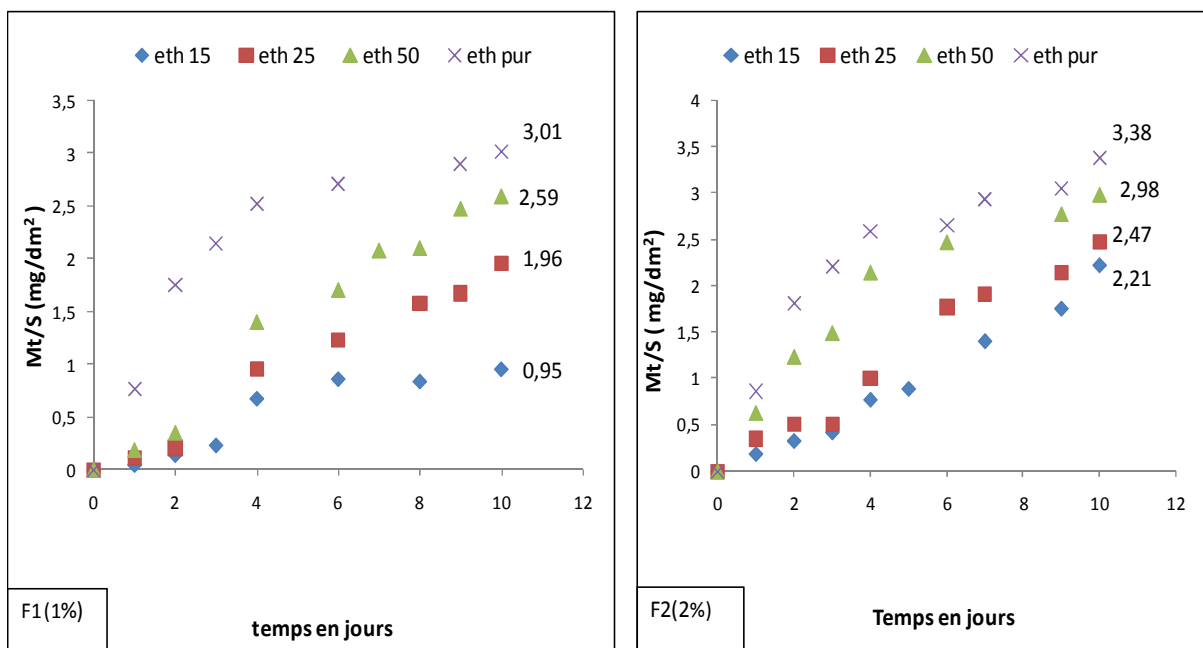 eth 15 eth 25 eth 50 eth pur
3,5
3
2,5
2
1,5
1
0,5
0
Mt/S (mg/dm²)
3,01
2,59
1,96
0,95
0 2 4 6 8 10 12
F1(1%)
temps en jours
eth 15 eth 25 eth 50 eth pur
4
3,5
3
2,5
2
1,5
1
0,5
0
Mt/S ( mg/dm²)
3,38
2,98
2,47
2,21
0 2 4 6 8 10 12
F2(2%)
Temps en jours